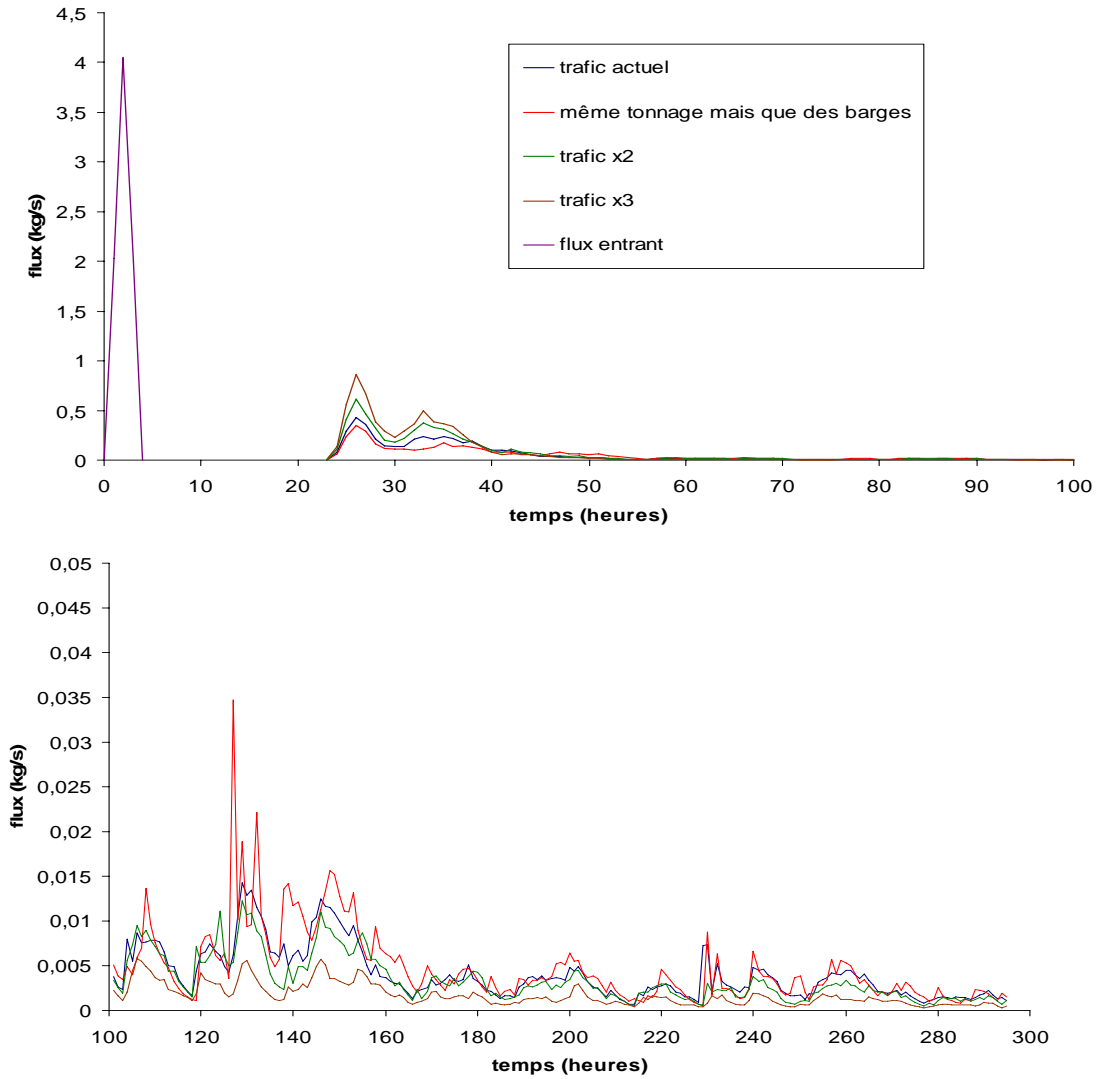 4,5
4
3,5
3
2,5
2
1,5
1
0,5
0
flux (kg/s)
trafic actuel
même tonnage mais que des barges
trafic x2
trafic x3
flux entrant
0 10 20 30 40 50 60 70 80 90 100
temps (heures)
0,05
0,045
0,04
0,035
0,03
0,025
0,02
0,015
0,01
0,005
0
flux (kg/s)
100 120 140 160 180 200 220 240 260 280 300
temps (heures)